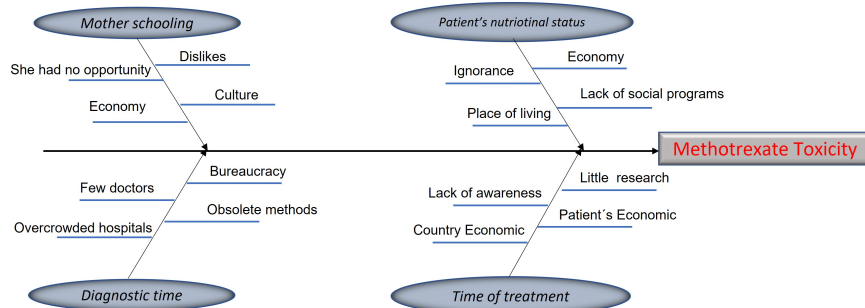 Mother schooling
Patient's nutriotinal status
Dislikes
She had no opportunity
Economy
Culture
Economy
Ignorance
Lack of social programs
Place of living
Methotrexate Toxicity
Bureaucracy
Few doctors
Obsolete methods
Overcrowded hospitals
Little research
Lack of awareness
Patient´s Economic
Country Economic
Diagnostic time
Time of treatment